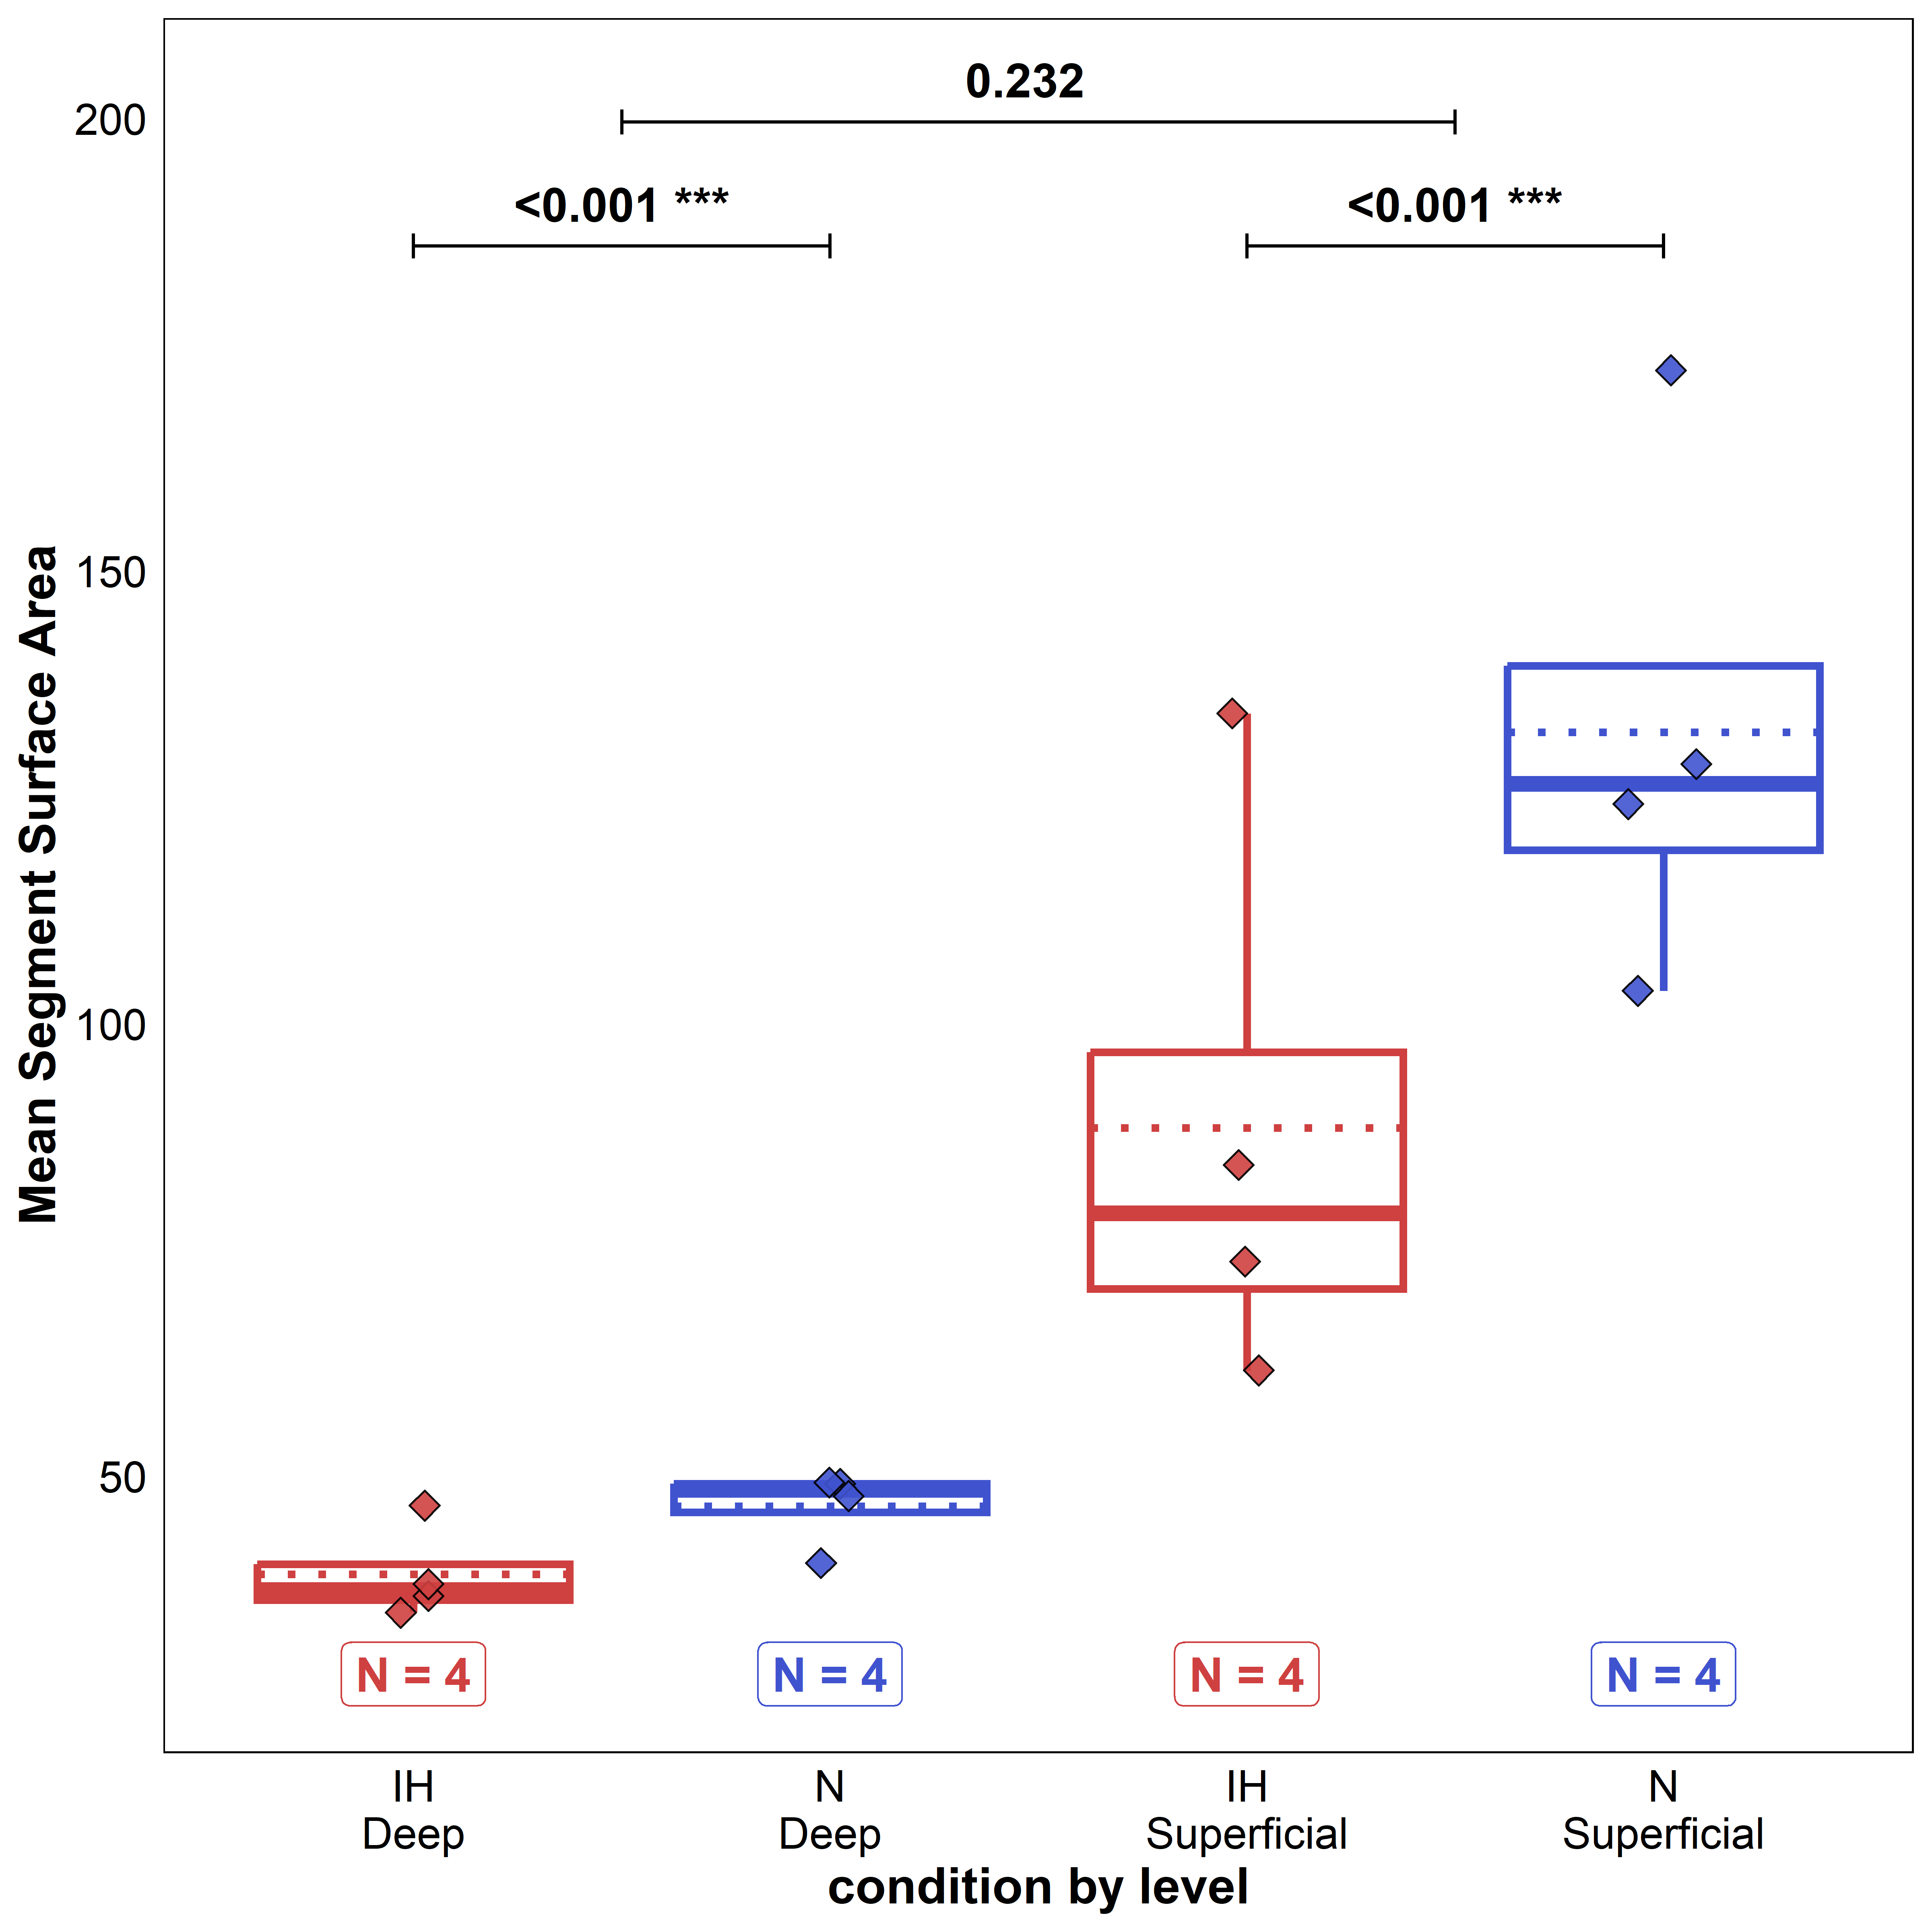 0.232
<0.001 ***
<0.001 ***
200
150
100
50
Mean Segment Surface Area
N = 4
N = 4
N = 4
N = 4
IH
Deep
N
Deep
IH
Superficial
N
Superficial
condition by level